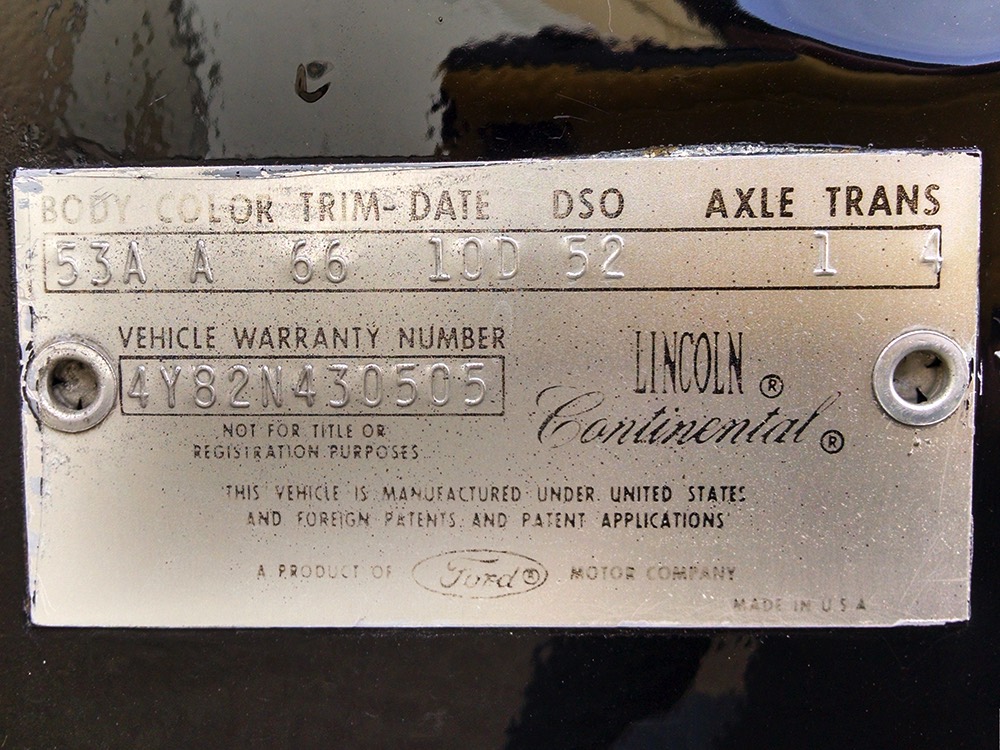 BODY COLOR TRIM- DATE DSO AXLE TRANS
53A A 66 10D 52 1 4
VEHICLE WARRANTY NUMBER
4Y82N430505
NOT FOR TITLE OR
REGISTRATION PURPOSES
LINCOLN ®
Continental ®
THIS VEHICLE IS MANUFACTURED UNDER UNITED STATES
AND FOREIGN PATENTS AND PATENT APPLICATIONS
A PRODUCT OF Ford ® MOTOR COMPANY
MADE IN U S A